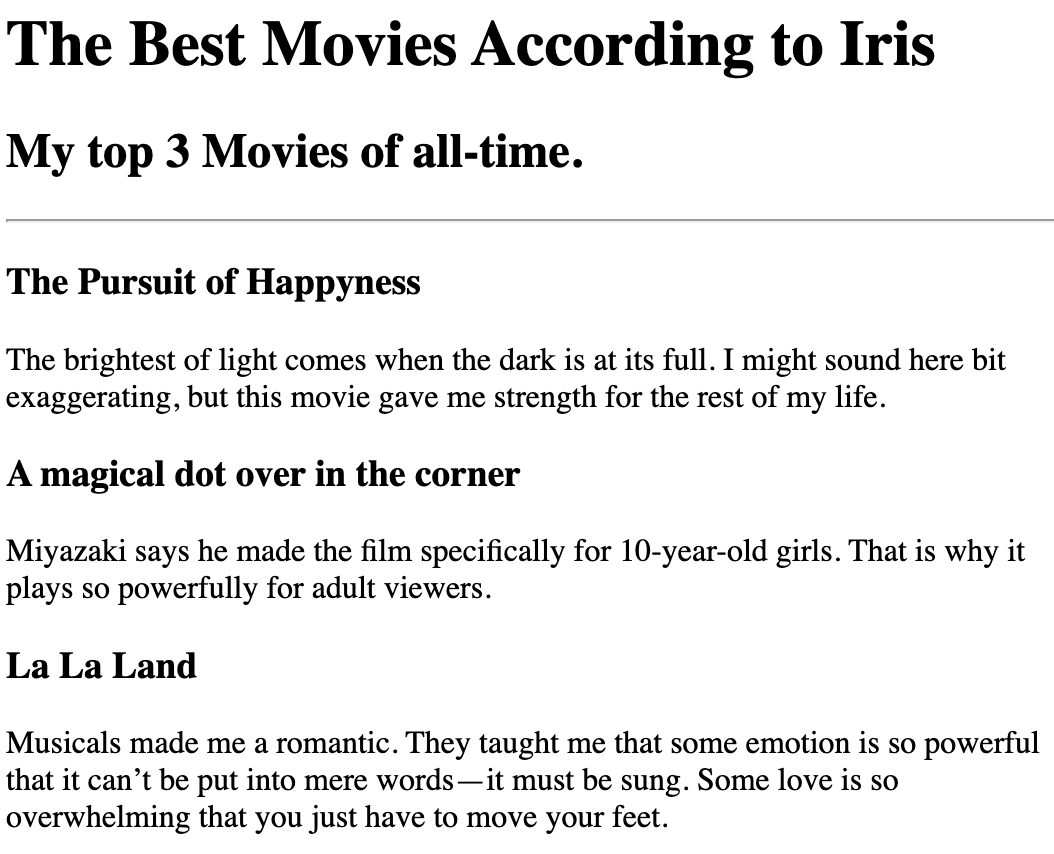 The Best Movies According to Iris
My top 3 Movies of all-time.
The Pursuit of Happyness
The brightest of light comes when the dark is at its full. I might sound here bit
exaggerating, but this movie gave me strength for the rest of my life.
A magical dot over in the corner
Miyazaki says he made the film specifically for 10-year-old girls. That is why it
plays so powerfully for adult viewers.
La La Land
Musicals made me a romantic. They taught me that some emotion is so powerful
that it can’t be put into mere words—it must be sung. Some love is so
overwhelming that you just have to move your feet.